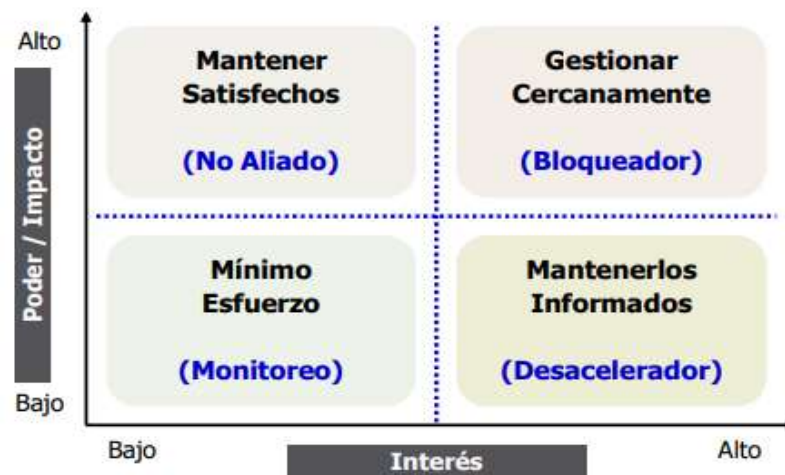 Alto
Mantener
Satisfechos
(No Aliado)
Gestionar
Cercanamente
(Bloqueador)
Poder / Impacto
Mínimo
Esfuerzo
(Monitoreo)
Mantenerlos
Informados
(Desacelerador)
Bajo
Bajo
Interés
Alto